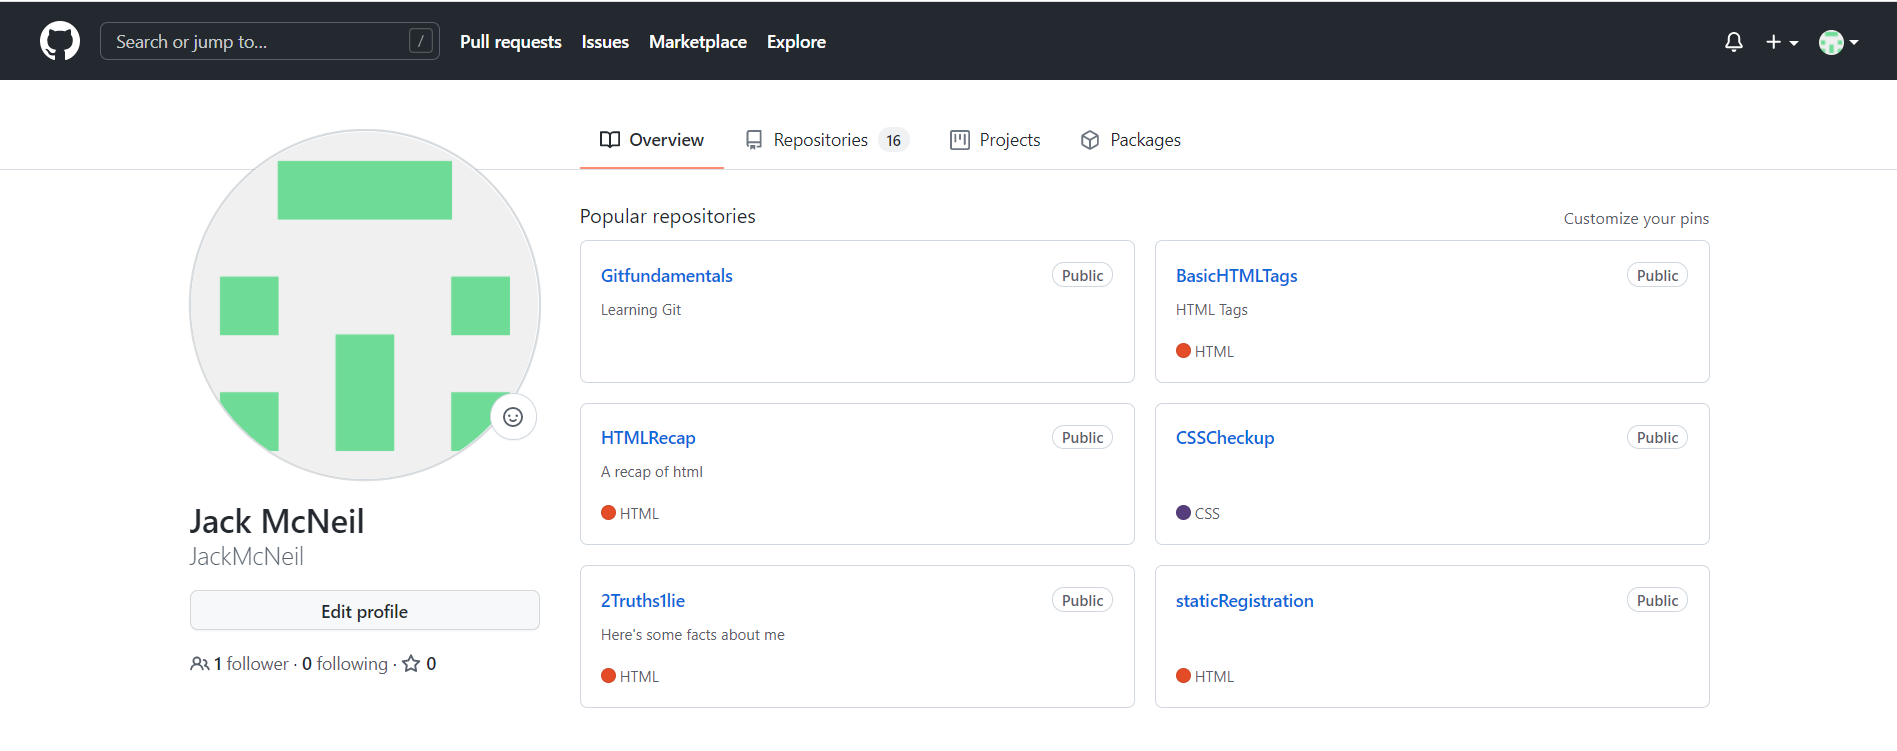 Search or jump to... /
Pull requests Issues Marketplace Explore
Overview Repositories 16 Projects Packages
Jack McNeil
JackMcNeil
Edit profile
1 follower · 0 following · 0
Popular repositories
Customize your pins
Gitfundamentals Public
Learning Git
BasicHTMLTags Public
HTML Tags
HTML
HTMLRecap Public
A recap of html
HTML
CSSCheckup Public
CSS
2Truths1lie Public
Here's some facts about me
HTML
staticRegistration Public
HTML